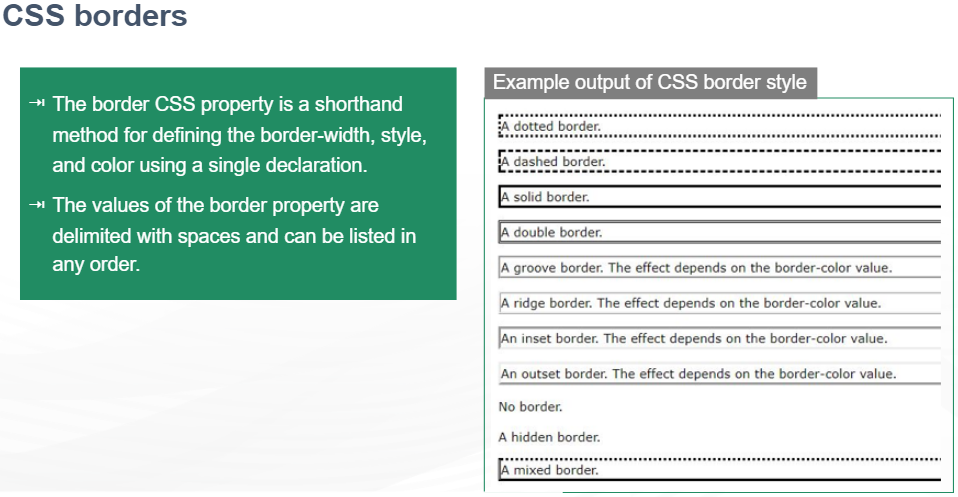 CSS borders
The border CSS property is a shorthand
method for defining the border-width, style,
and color using a single declaration.
The values of the border property are
delimited with spaces and can be listed in
any order.
Example output of CSS border style
A dotted border.
A dashed border.
A solid border.
A double border.
A groove border. The effect depends on the border-color value.
A ridge border. The effect depends on the border-color value.
An inset border. The effect depends on the border-color value.
An outset border. The effect depends on the border-color value.
No border.
A hidden border.
A mixed border.